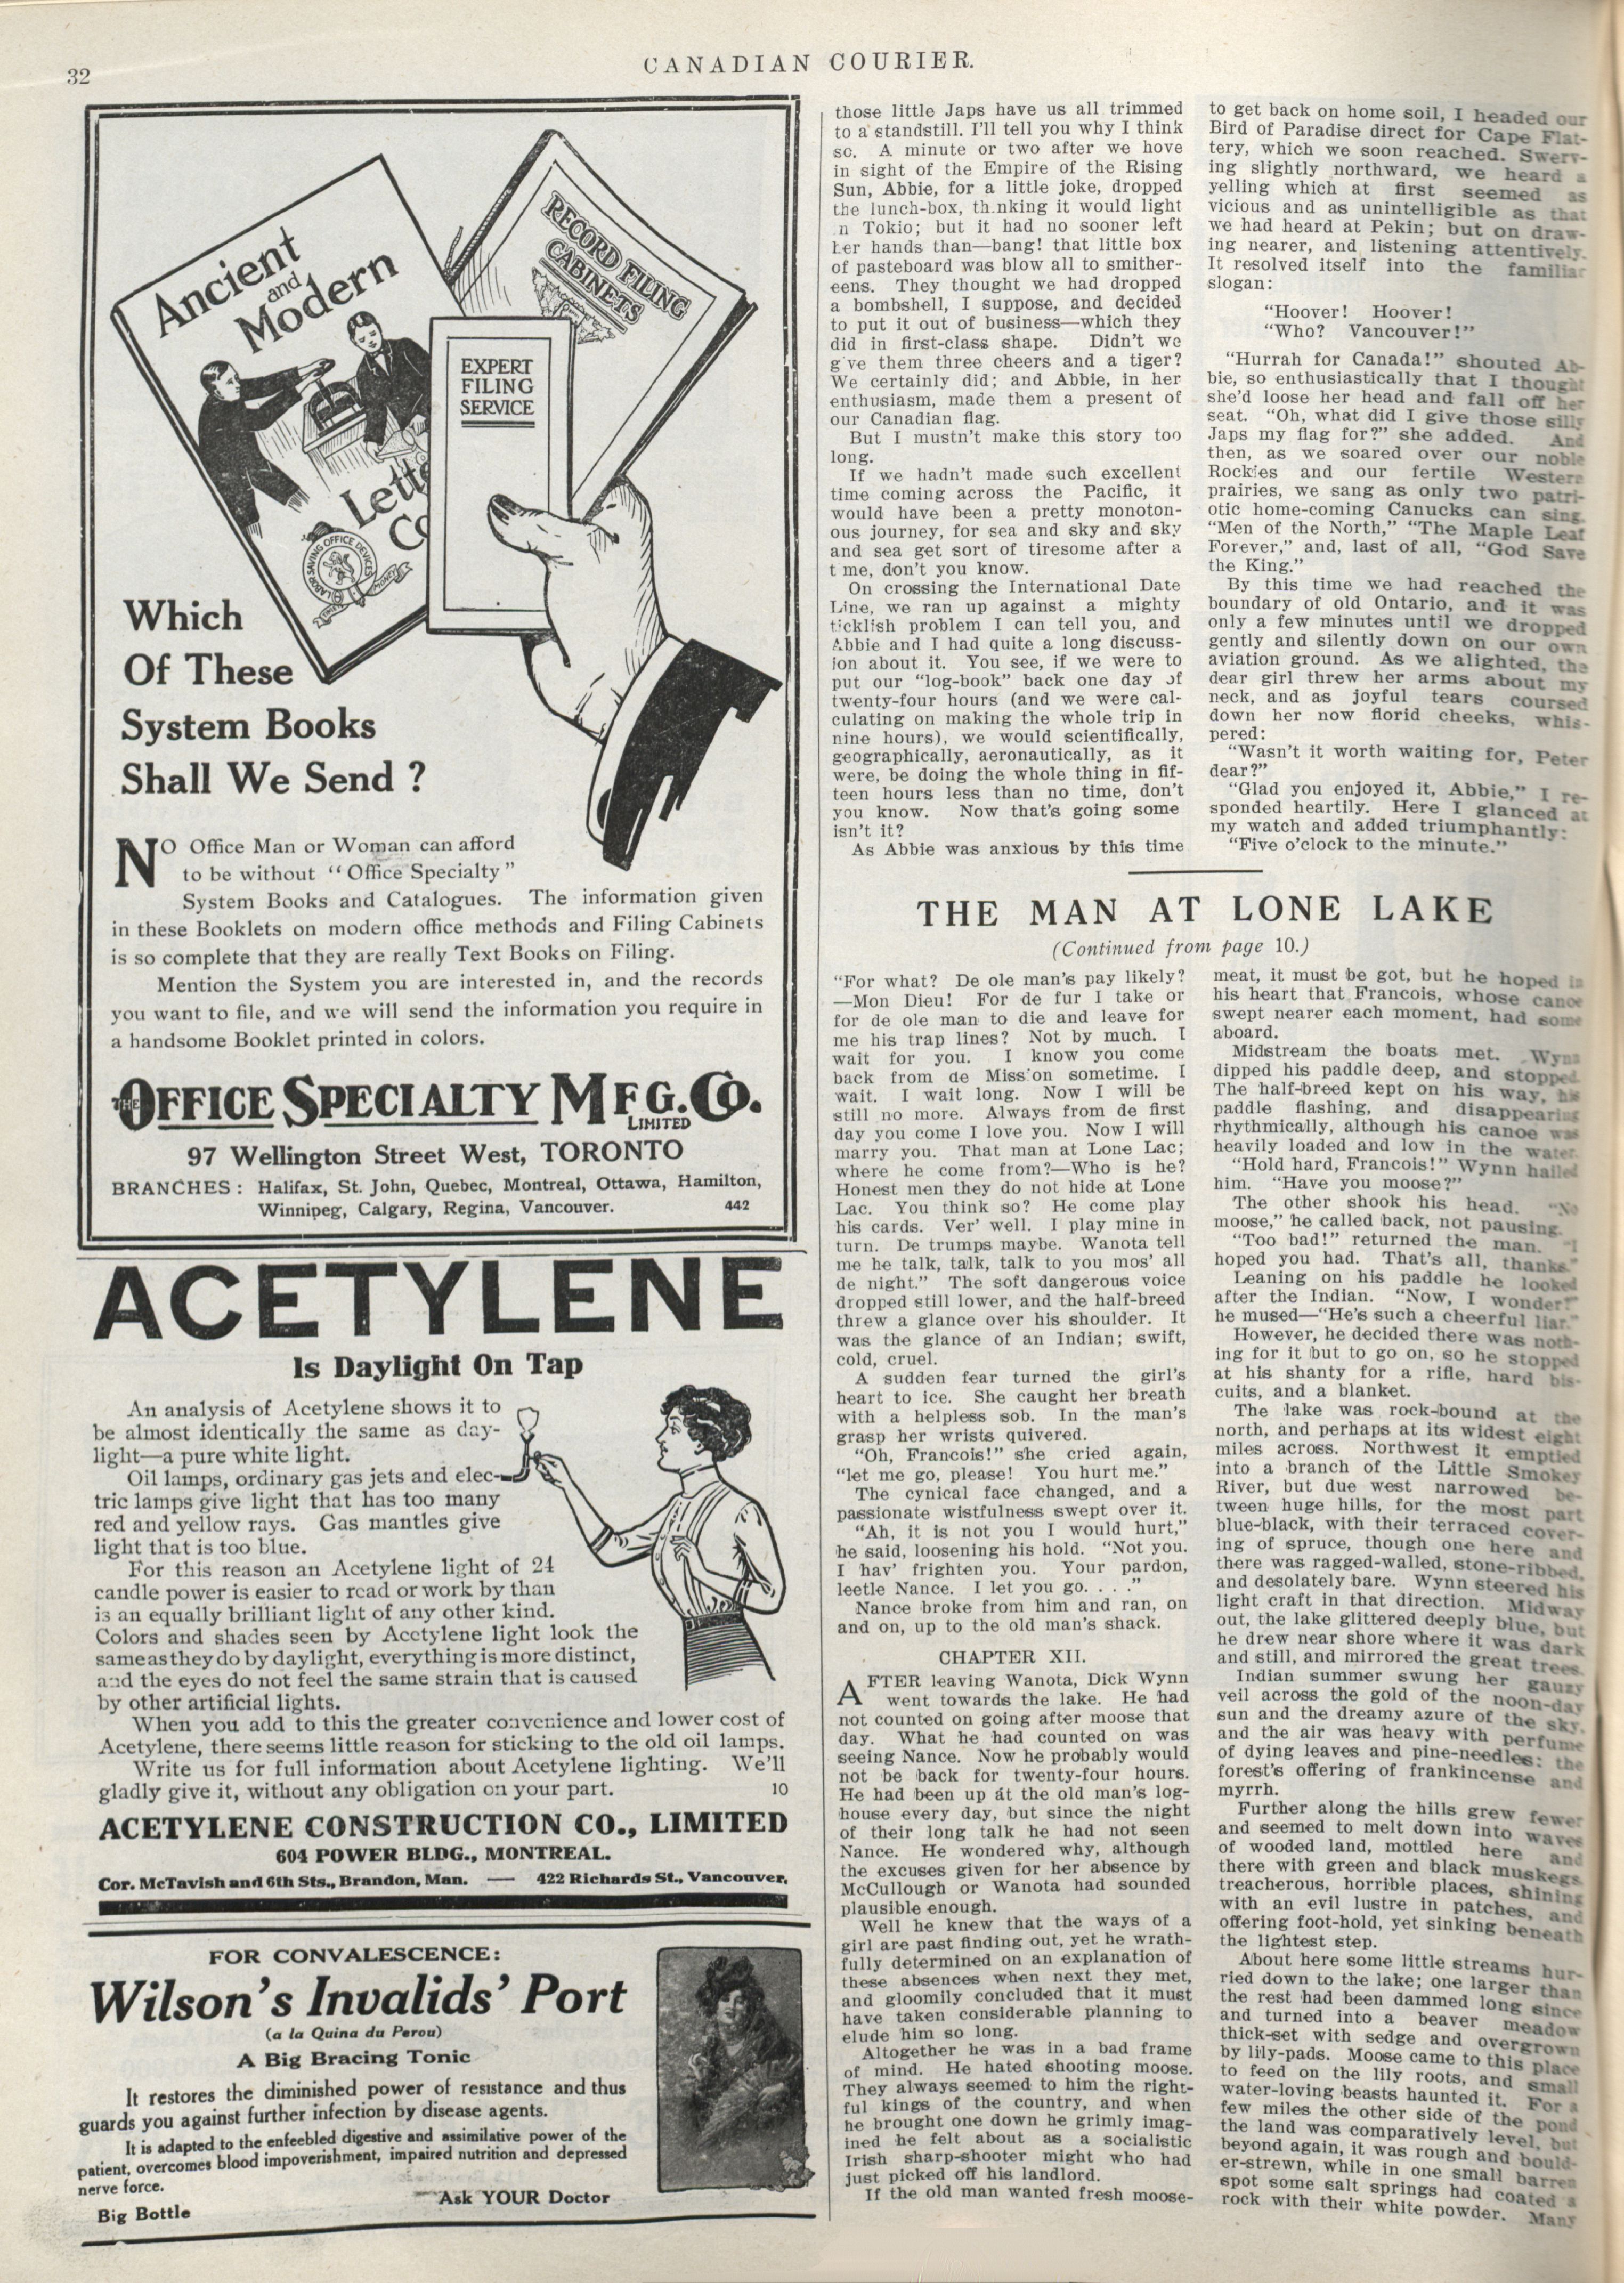 32
CANADIAN COURIER.
Ancient
and
Modern
Lette
Co
LABOR SAVING OFFICE DEVICES
RECORD FILING
CABINETS
EXPERT
FILING
SERVICE
Which
Of These
System Books
Shall We Send ?
NO Office Man or Woman can afford
to be without "Office Specialty"
System Books and Catalogues. The information given
in these Booklets on modern office methods and Filing Cabinets
is so complete that they are really Text Books on Filing.
Mention the System you are interested in, and the records
you want to file, and we will send the information you require in
a handsome Booklet printed in colors.
THE OFFICE SPECIALTY MFG. CO.
LIMITED
97 Wellington Street West, TORONTO
BRANCHES: Halifax, St. John, Quebec, Montreal, Ottawa, Hamilton,
Winnipeg, Calgary, Regina, Vancouver. 442
ACETYLENE
Is Daylight On Tap
An analysis of Acetylene shows it to
be almost identically the same as day-
light—a pure white light.
Oil lamps, ordinary gas jets and elec-
tric lamps give light that has too many
red and yellow rays. Gas mantles give
light that is too blue.
For this reason an Acetylene light of 24
candle power is easier to read or work by than
is an equally brilliant light of any other kind.
Colors and shades seen by Acetylene light look the
same as they do by daylight, everything is more distinct,
and the eyes do not feel the same strain that is caused
by other artificial lights.
When you add to this the greater convenience and lower cost of
Acetylene, there seems little reason for sticking to the old oil lamps.
Write us for full information about Acetylene lighting. We'll
gladly give it, without any obligation on your part. 10
ACETYLENE CONSTRUCTION CO., LIMITED
604 POWER BLDG., MONTREAL.
Cor. McTavish and 6th Sts., Brandon, Man. — 422 Richards St., Vancouver.
FOR CONVALESCENCE:
Wilson's Invalids' Port
(a la Quina du Perou)
A Big Bracing Tonic
It restores the diminished power of resistance and thus
guards you against further infection by disease agents.
It is adapted to the enfeebled digestive and assimilative power of the
patient, overcomes blood impoverishment, impaired nutrition and depressed
nerve force.
Ask YOUR Doctor
Big Bottle
those little Japs have us all trimmed
to a standstill. I'll tell you why I think
so. A minute or two after we hove
in sight of the Empire of the Rising
Sun, Abbie, for a little joke, dropped
the lunch-box, th.nking it would light
.n Tokio; but it had no sooner left
her hands than—bang! that little box
of pasteboard was blow all to smither-
eens. They thought we had dropped
a bombshell, I suppose, and decided
to put it out of business—which they
did in first-class shape. Didn't we
g've them three cheers and a tiger?
We certainly did; and Abbie, in her
enthusiasm, made them a present of
our Canadian flag.
But I mustn't make this story too
long.
If we hadn't made such excellent
time coming across the Pacific, it
would have been a pretty monoton-
ous journey, for sea and sky and sky
and sea get sort of tiresome after a
t me, don't you know.
On crossing the International Date
Line, we ran up against a mighty
ticklish problem I can tell you, and
Abbie and I had quite a long discuss-
ion about it. You see, if we were to
put our "log-book" back one day of
twenty-four hours (and we were cal-
culating on making the whole trip in
nine hours), we would scientifically,
geographically, aeronautically, as it
were, be doing the whole thing in fif-
teen hours less than no time, don't
you know. Now that's going some
isn't it?
As Abbie was anxious by this time
to get back on home soil, I headed our
Bird of Paradise direct for Cape Flat-
tery, which we soon reached. Swerv-
ing slightly northward, we heard a
yelling which at first seemed as
vicious and as unintelligible as that
we had heard at Pekin; but on draw-
ing nearer, and listening attentively.
It resolved itself into the familiar
slogan:
"Hoover! Hoover!
"Who? Vancouver!"
"Hurrah for Canada!" shouted Ab-
bie, so enthusiastically that I thought
she'd loose her head and fall off her
seat. "Oh, what did I give those silly
Japs my flag for?" she added. And
then, as we soared over our noble
Rockies and our fertile Western
prairies, we sang as only two patri-
otic home-coming Canucks can sing.
"Men of the North," "The Maple Leaf
Forever," and, last of all, "God Save
the King."
By this time we had reached the
boundary of old Ontario, and it was
only a few minutes until we dropped
gently and silently down on our own
aviation ground. As we alighted, the
dear girl threw her arms about my
neck, and as joyful tears coursed
down her now florid cheeks, whis-
pered:
"Wasn't it worth waiting for, Peter
dear?"
"Glad you enjoyed it, Abbie," I re-
sponded heartily. Here I glanced at
my watch and added triumphantly:
"Five o'clock to the minute."
THE MAN AT LONE LAKE
(Continued from page 10.)
"For what? De ole man's pay likely?
—Mon Dieu! For de fur I take or
for de ole man to die and leave for
me his trap lines? Not by much. I
wait for you. I know you come
back from de Miss'on sometime. I
wait. I wait long. Now I will be
still no more. Always from de first
day you come I love you. Now I will
marry you. That man at Lone Lac;
where he come from?—Who is he?
Honest men they do not hide at Lone
Lac. You think so? He come play
his cards. Ver' well. I play mine in
turn. De trumps maybe. Wanota tell
me he talk, talk, talk to you mos' all
de night." The soft dangerous voice
dropped still lower, and the half-breed
threw a glance over his shoulder. It
was the glance of an Indian; swift,
cold, cruel.
A sudden fear turned the girl's
heart to ice. She caught her breath
with a helpless sob. In the man's
grasp her wrists quivered.
"Oh, Francois!" she cried again,
"let me go, please! You hurt me."
The cynical face changed, and a
passionate wistfulness swept over it.
"Ah, it is not you I would hurt,"
he said, loosening his hold. "Not you.
I hav' frighten you. Your pardon,
leetle Nance. I let you go. . . ."
Nance broke from him and ran, on
and on, up to the old man's shack.
CHAPTER XII.
AFTER leaving Wanota, Dick Wynn
went towards the lake. He had
not counted on going after moose that
day. What he had counted on was
seeing Nance. Now he probably would
not be back for twenty-four hours.
He had been up at the old man's log-
house every day, but since the night
of their long talk he had not seen
Nance. He wondered why, although
the excuses given for her absence by
McCullough or Wanota had sounded
plausible enough.
Well he knew that the ways of a
girl are past finding out, yet he wrath-
fully determined on an explanation of
these absences when next they met,
and gloomily concluded that it must
have taken considerable planning to
elude him so long.
Altogether he was in a bad frame
of mind. He hated shooting moose.
They always seemed to him the right-
ful kings of the country, and when
he brought one down he grimly imag-
ined he felt about as a socialistic
Irish sharp-shooter might who had
just picked off his landlord.
If the old man wanted fresh moose-
meat, it must be got, but he hoped in
his heart that Francois, whose canoe
swept nearer each moment, had some
aboard.
Midstream the boats met. Wynn
dipped his paddle deep, and stopped.
The half-breed kept on his way, his
paddle flashing, and disappearing
rhythmically, although his canoe was
heavily loaded and low in the water.
"Hold hard, Francois!" Wynn hailed
him. "Have you moose?"
The other shook his head. "No
moose," he called back, not pausing.
"Too bad!" returned the man. "I
hoped you had. That's all, thanks."
Leaning on his paddle he looked
after the Indian. "Now, I wonder!"
he mused—"He's such a cheerful liar."
However, he decided there was noth-
ing for it but to go on, so he stopped
at his shanty for a rifle, hard bis-
cuits, and a blanket.
The lake was rock-bound at the
north, and perhaps at its widest eight
miles across. Northwest it emptied
into a branch of the Little Smokey
River, but due west narrowed be-
tween huge hills, for the most part
blue-black, with their terraced cover-
ing of spruce, though one here and
there was ragged-walled, stone-ribbed,
and desolately bare. Wynn steered his
light craft in that direction. Midway
out, the lake glittered deeply blue, but
he drew near shore where it was dark
and still, and mirrored the great trees.
Indian summer swung her gauzy
veil across the gold of the noon-day
sun and the dreamy azure of the sky.
and the air was heavy with perfume
of dying leaves and pine-needles: the
forest's offering of frankincense and
myrrh.
Further along the hills grew fewer
and seemed to melt down into waves
of wooded land, mottled here and
there with green and black muskegs.
treacherous, horrible places, shining
with an evil lustre in patches, and
offering foot-hold, yet sinking beneath
the lightest step.
About here some little streams hur-
ried down to the lake; one larger than
the rest had been dammed long since
and turned into a beaver meadow
thick-set with sedge and overgrown
by lily-pads. Moose came to this place
to feed on the lily roots, and small
water-loving beasts haunted it. For a
few miles the other side of the pond
the land was comparatively level, but
beyond again, it was rough and bould-
er-strewn, while in one small barren
spot some salt springs had coated a
rock with their white powder. Many